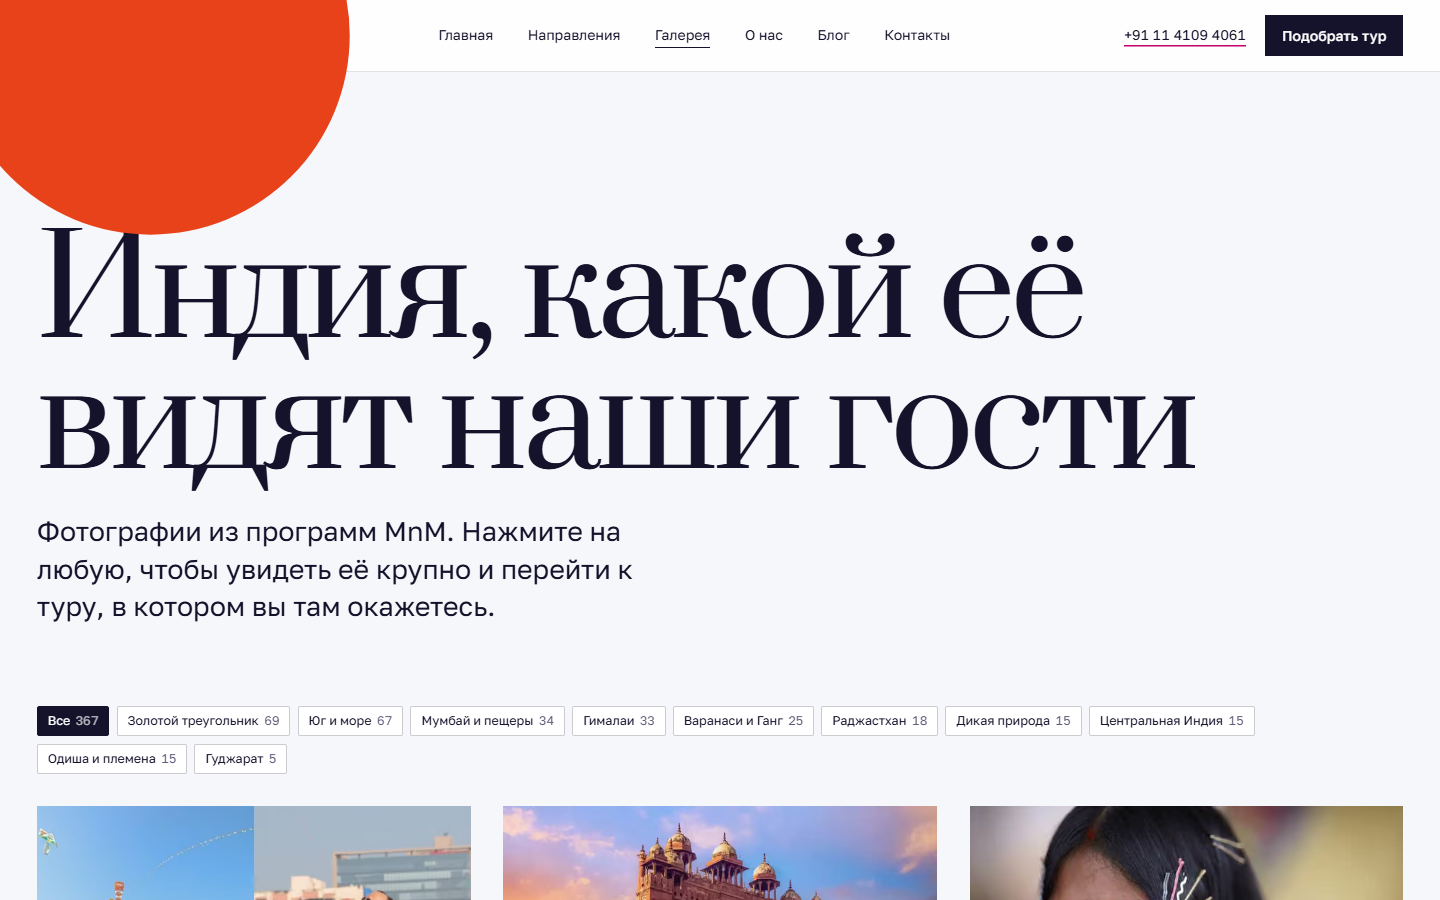 Главная Направления Галерея О нас Блог Контакты +91 11 4109 4061 Подобрать тур
Индия, какой её
видят наши гости
Фотографии из программ MnM. Нажмите на
любую, чтобы увидеть её крупно и перейти к
туру, в котором вы там окажетесь.
Все 367 Золотой треугольник 69 Юг и море 67 Мумбай и пещеры 34 Гималаи 33 Варанаси и Ганг 25 Раджастхан 18 Дикая природа 15 Центральная Индия 15
Одиша и племена 15 Гуджарат 5